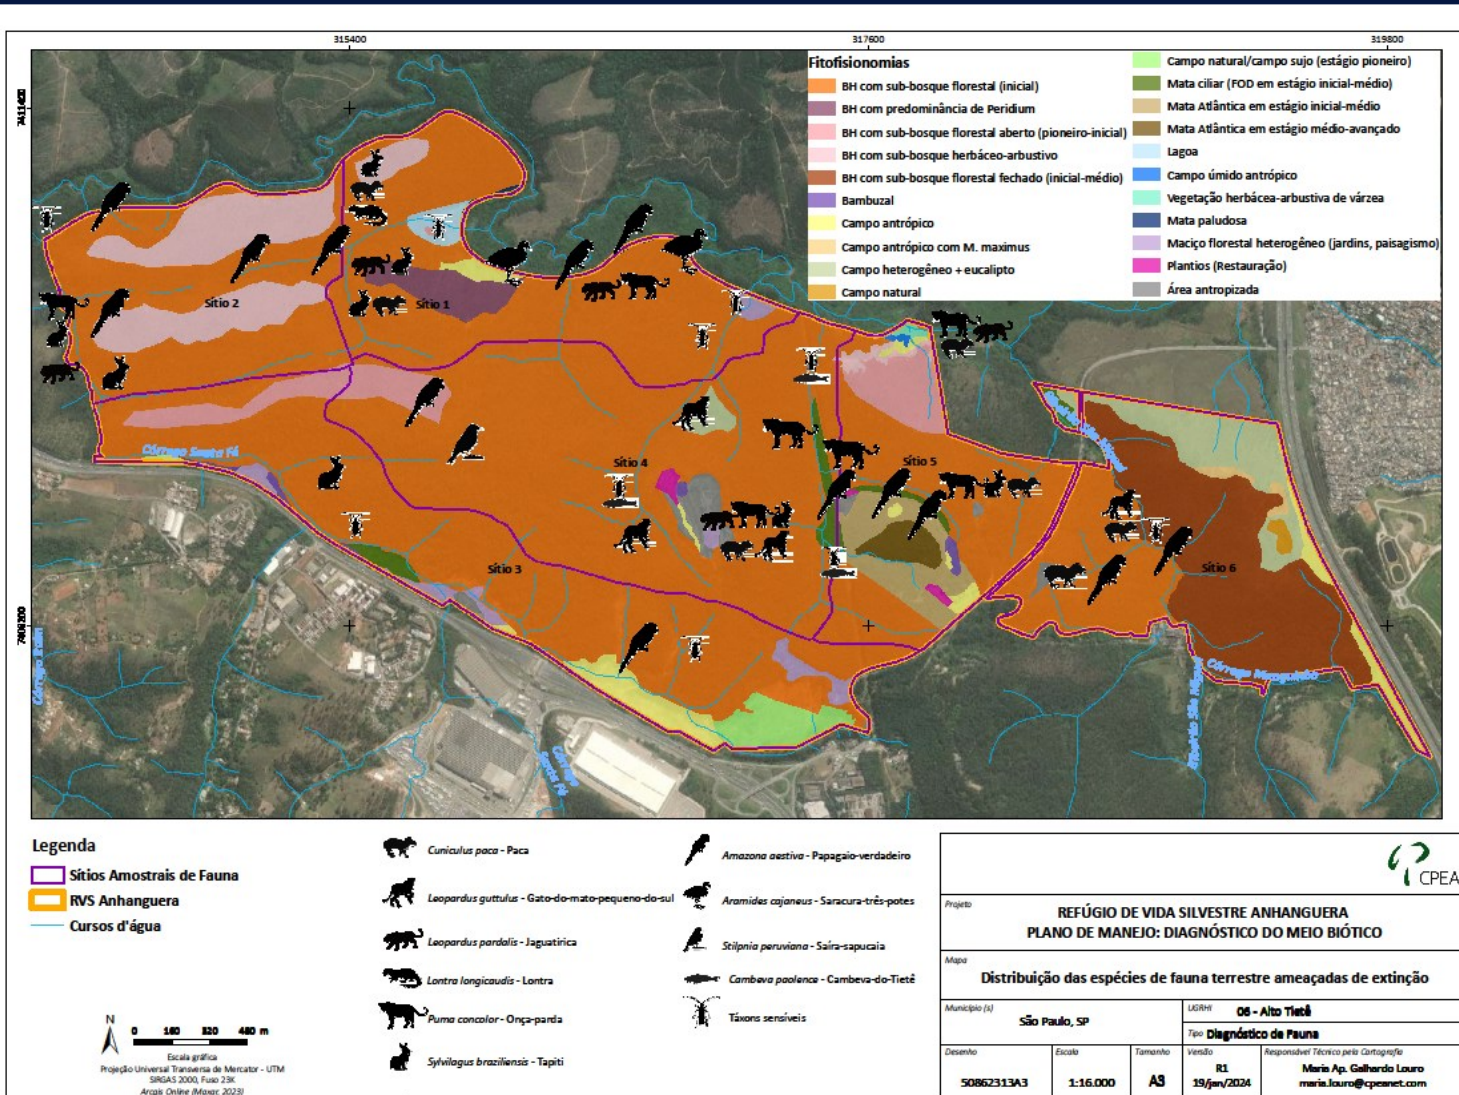 315400
317600
319800
7411420
Fitofisionomias
BH com sub-bosque florestal (inicial)
BH com predominância de Peridium
BH com sub-bosque florestal aberto (pioneiro-inicial)
BH com sub-bosque herbáceo-arbustivo
BH com sub-bosque florestal fechado (inicial-médio)
Bambuzal
Campo antrópico
Campo antrópico com M. maximus
Campo heterogêneo + eucalipto
Campo natural
Campo natural/campo sujo (estágio pioneiro)
Mata ciliar (FOD em estágio inicial-médio)
Mata Atlântica em estágio inicial-médio
Mata Atlântica em estágio médio-avançado
Lagoa
Campo úmido antrópico
Vegetação herbácea-arbustiva de várzea
Mata paludosa
Maciço florestal heterogêneo (jardins, paisagismo)
Plantios (Restauração)
Área antropizada
Sítio 2
Sítio 1
Córrego Santa Fé
Sítio 4
Sítio 5
Sítio 3
Sítio 6
Córrego
Santa Fé
Legenda
Sítios Amostrais de Fauna
RVS Anhanguera
Cursos d'água
N
0 160 320 480 m
Escala gráfica
Projeção Universal Transversa de Mercator - UTM
SIRGAS 2000, Fuso 23K
Arcgis Online (Maxar, 2023)
Cuniculus paca - Paca
Leopardus guttulus - Gato-do-mato-pequeno-do-sul
Leopardus pardalis - Jaguatirica
Lontra longicaudis - Lontra
Puma concolor - Onça-parda
Sylvilagus braziliensis - Tapiti
Amazona aestiva - Papagaio-verdadeiro
Aramides cajaneus - Saracura-três-potes
Stilpnia peruviana - Saíra-sapucaia
Cambeva paolence - Cambeva-do-Tietê
Táxons sensíveis
CPEA
Projeto
REFÚGIO DE VIDA SILVESTRE ANHANGUERA
PLANO DE MANEJO: DIAGNÓSTICO DO MEIO BIÓTICO
Mapa
Distribuição das espécies de fauna terrestre ameaçadas de extinção
Município (s)
São Paulo, SP
UGRHI
06 - Alto Tietê
Tipo
Diagnóstico de Fauna
Desenho
50862313A3
Escala
1:16.000
Tamanho
A3
Versão
R1
19/jan/2024
Responsável Técnico pela Cartografia
Maria Ap. Galhardo Louro
maria.louro@cpeanet.com